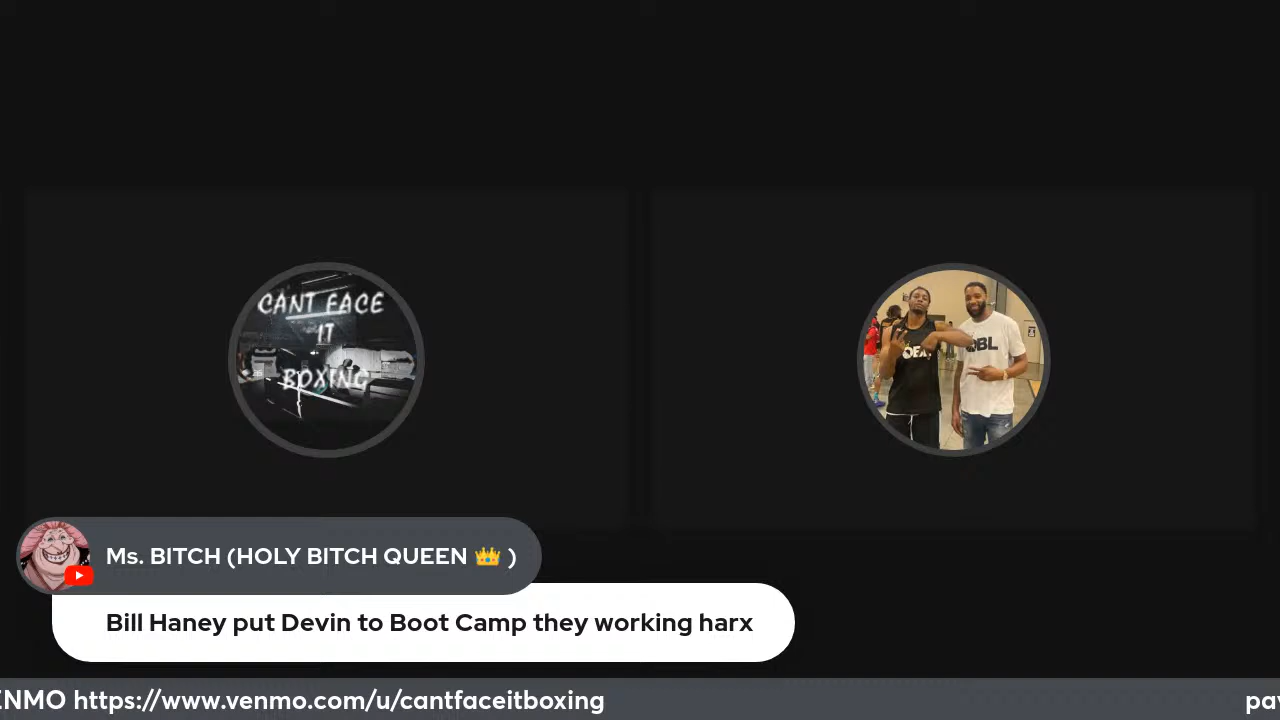 CANT FACE
IT
BOXING
QBL
Ms. BITCH (HOLY BITCH QUEEN 👑 )
Bill Haney put Devin to Boot Camp they working harx
ENMO https://www.venmo.com/u/cantfaceitboxing